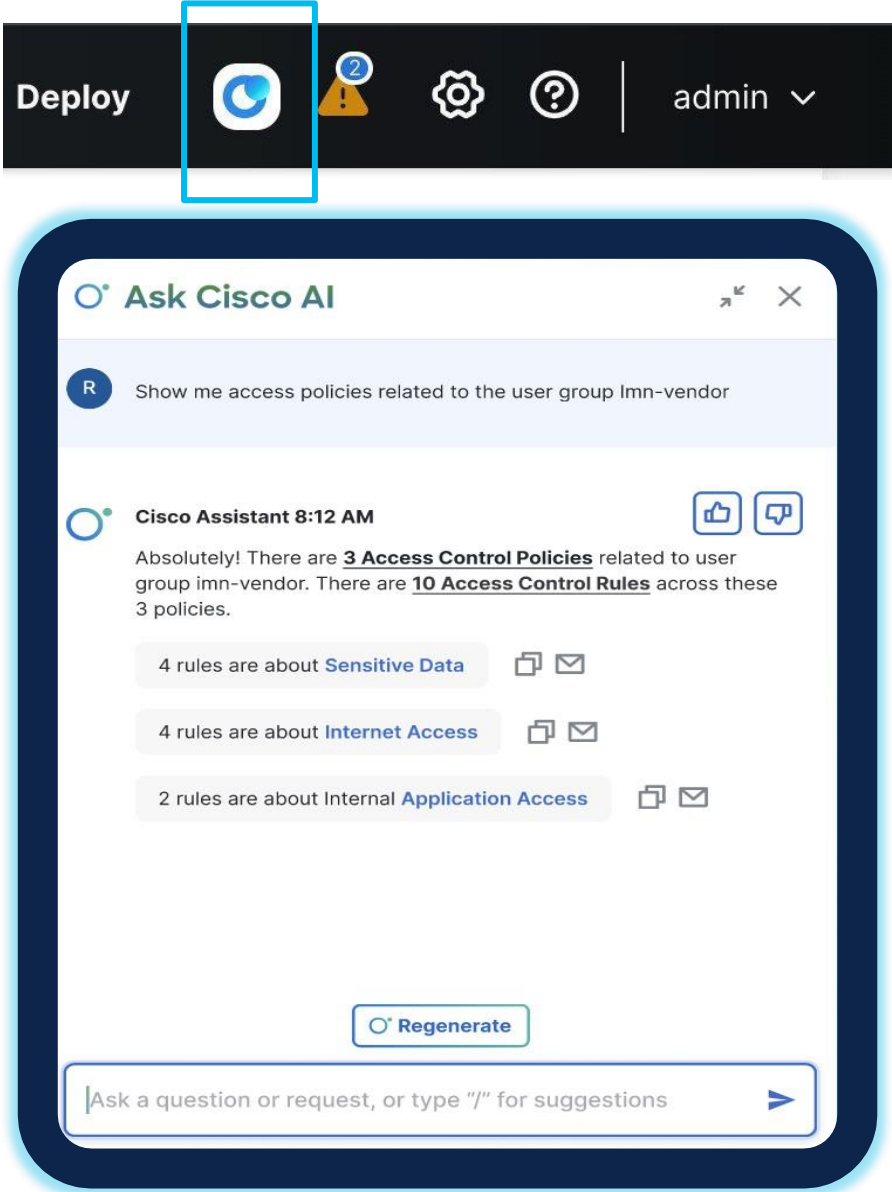 Deploy
2
admin
Ask Cisco AI
R
Show me access policies related to the user group lmn-vendor
Cisco Assistant 8:12 AM
Absolutely! There are 3 Access Control Policies related to user
group imn-vendor. There are 10 Access Control Rules across these
3 policies.
4 rules are about Sensitive Data
4 rules are about Internet Access
2 rules are about Internal Application Access
Regenerate
Ask a question or request, or type "/" for suggestions